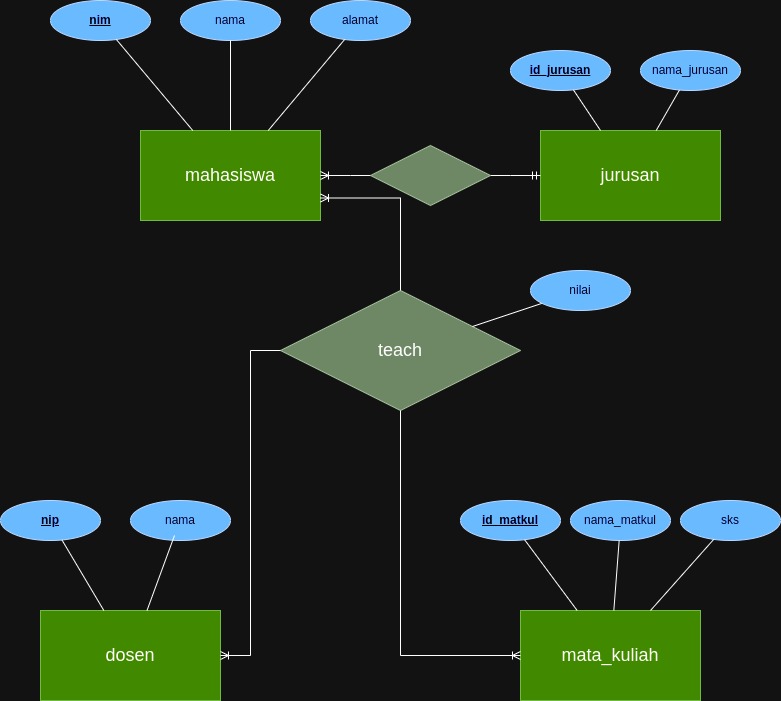 nim
nama
alamat
id_jurusan
nama_jurusan
mahasiswa
jurusan
nilai
teach
nip
nama
id_matkul
nama_matkul
sks
dosen
mata_kuliah